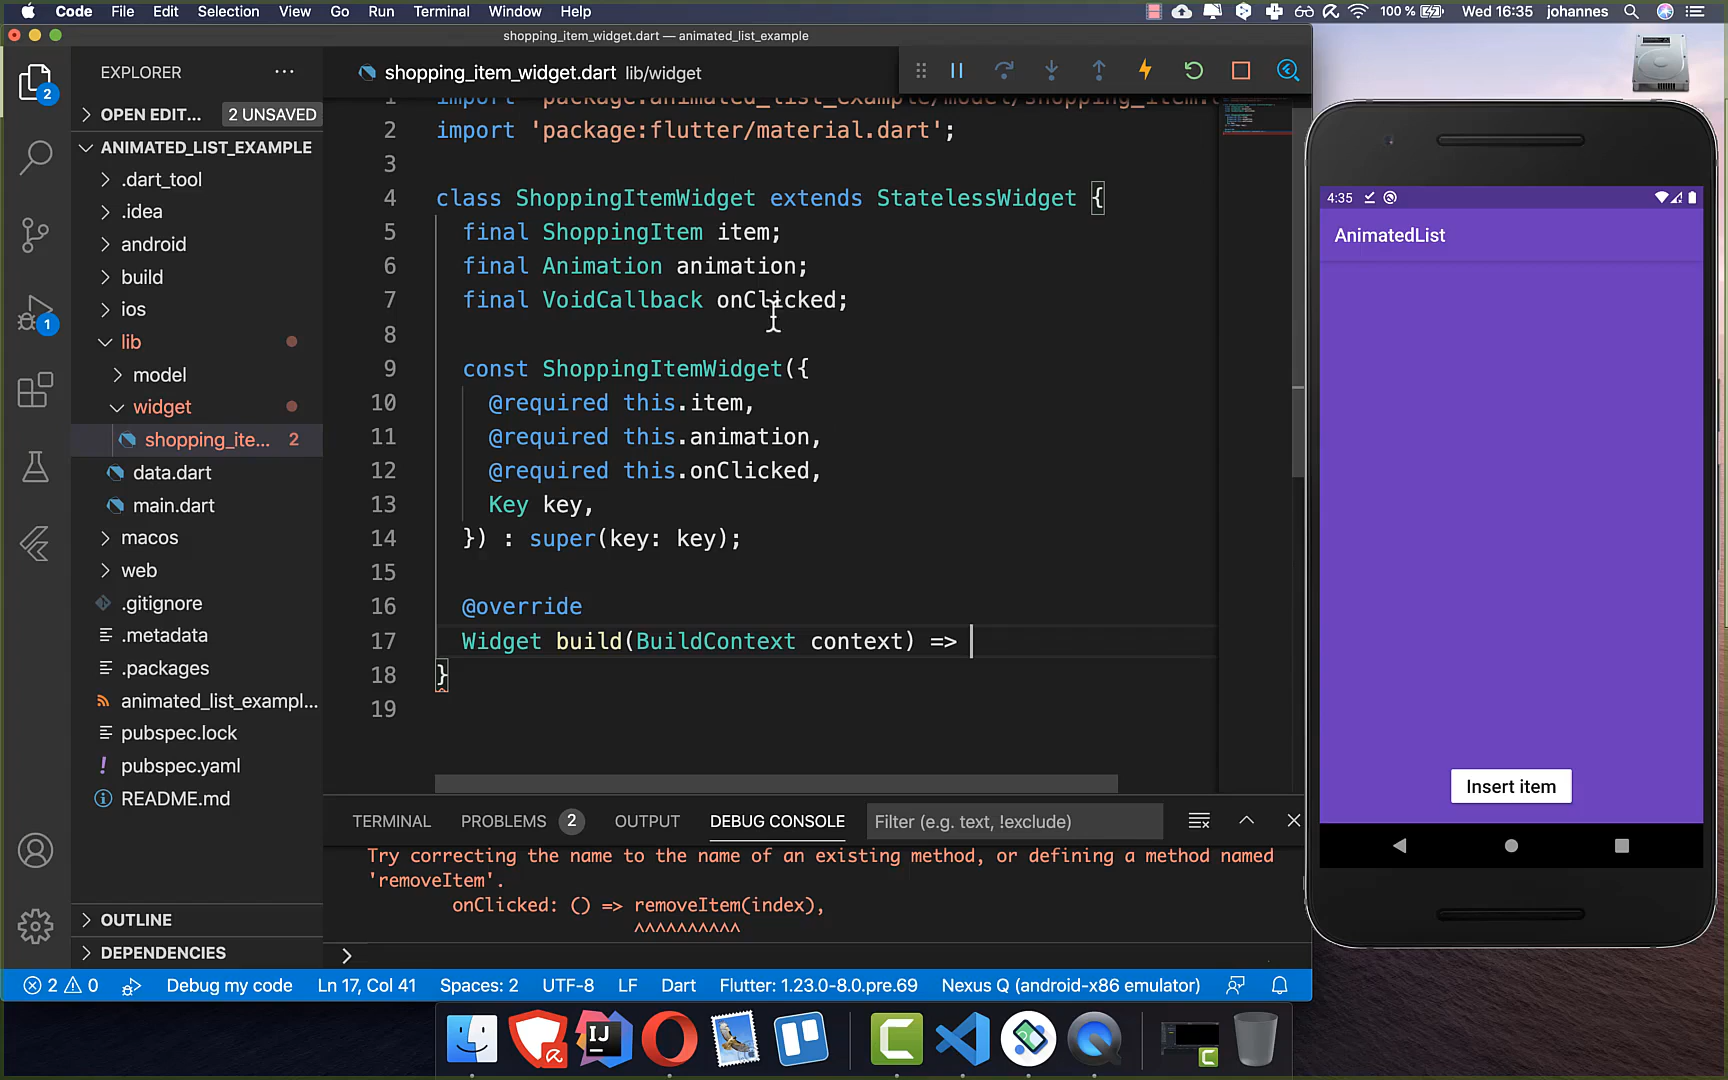 Code File Edit Selection View Go Run Terminal Window Help 100 % Wed 16:35 johannes
shopping_item_widget.dart — animated_list_example
EXPLORER
shopping_item_widget.dart lib/widget
OPEN EDIT... 2 UNSAVED
ANIMATED_LIST_EXAMPLE
.dart_tool
.idea
android
build
ios
lib
model
widget
shopping_ite... 2
data.dart
main.dart
macos
web
.gitignore
.metadata
.packages
animated_list_exampl...
pubspec.lock
pubspec.yaml
README.md
OUTLINE
DEPENDENCIES
2
1
1 import 'package:animated_list_example/model/shopping_item.
2 import 'package:flutter/material.dart';
3
4 class ShoppingItemWidget extends StatelessWidget {
5 final ShoppingItem item;
6 final Animation animation;
7 final VoidCallback onClicked;
8
9 const ShoppingItemWidget({
10 @required this.item,
11 @required this.animation,
12 @required this.onClicked,
13 Key key,
14 }) : super(key: key);
15
16 @override
17 Widget build(BuildContext context) =>
18 }
19
TERMINAL PROBLEMS 2 OUTPUT DEBUG CONSOLE Filter (e.g. text, !exclude)
Try correcting the name to the name of an existing method, or defining a method named
'removeItem'.
onClicked: () => removeItem(index),
^^^^^^^^^^
2 0 Debug my code Ln 17, Col 41 Spaces: 2 UTF-8 LF Dart Flutter: 1.23.0-8.0.pre.69 Nexus Q (android-x86 emulator)
4:35
AnimatedList
Insert item
IJ